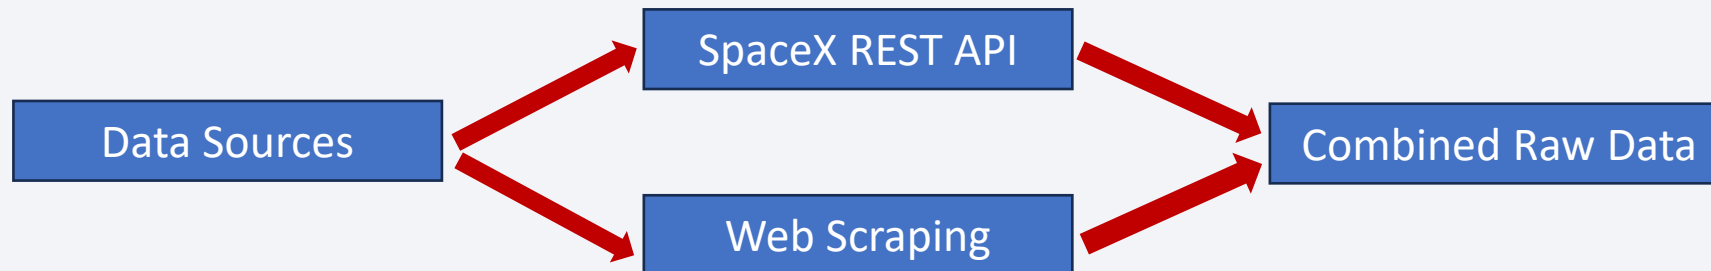 SpaceX REST API
Data Sources
Combined Raw Data
Web Scraping